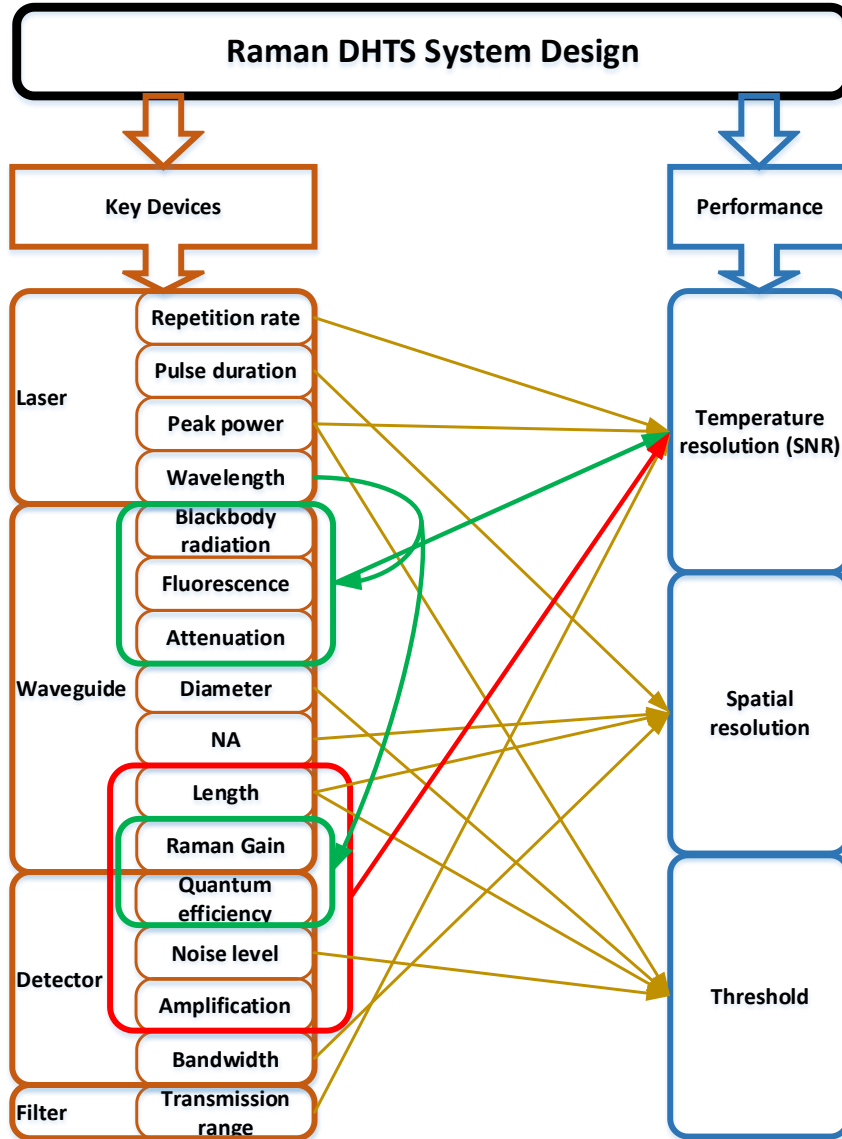 Raman DHTS System Design
Key Devices
Performance
Laser
Repetition rate
Pulse duration
Peak power
Wavelength
Waveguide
Blackbody
radiation
Fluorescence
Attenuation
Diameter
NA
Length
Raman Gain
Detector
Quantum
efficiency
Noise level
Amplification
Bandwidth
Filter
Transmission
range
Temperature
resolution (SNR)
Spatial
resolution
Threshold